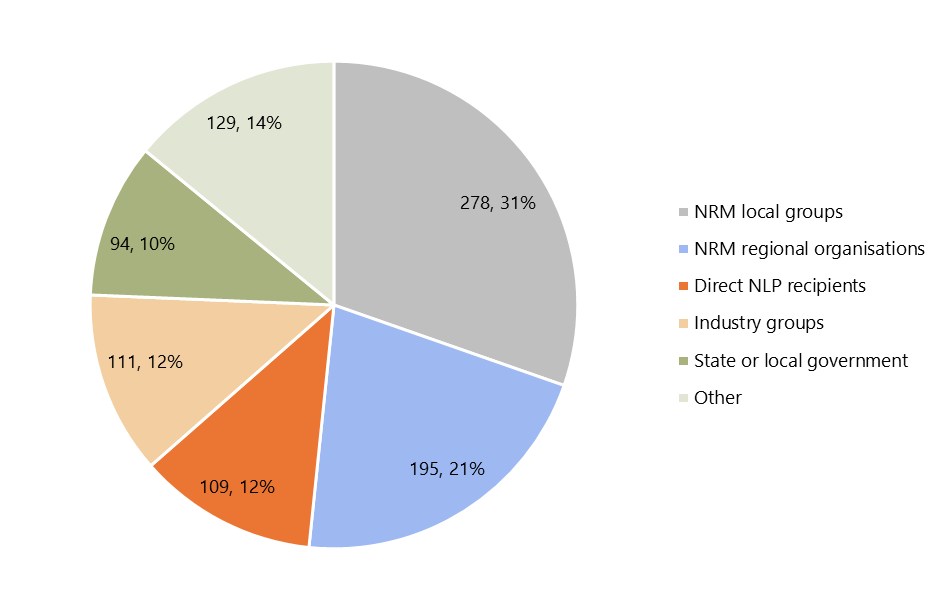 129, 14%
278, 31%
94, 10%
111, 12%
195, 21%
109, 12%
NRM local groups
NRM regional organisations
Direct NLP recipients
Industry groups
State or local government
Other